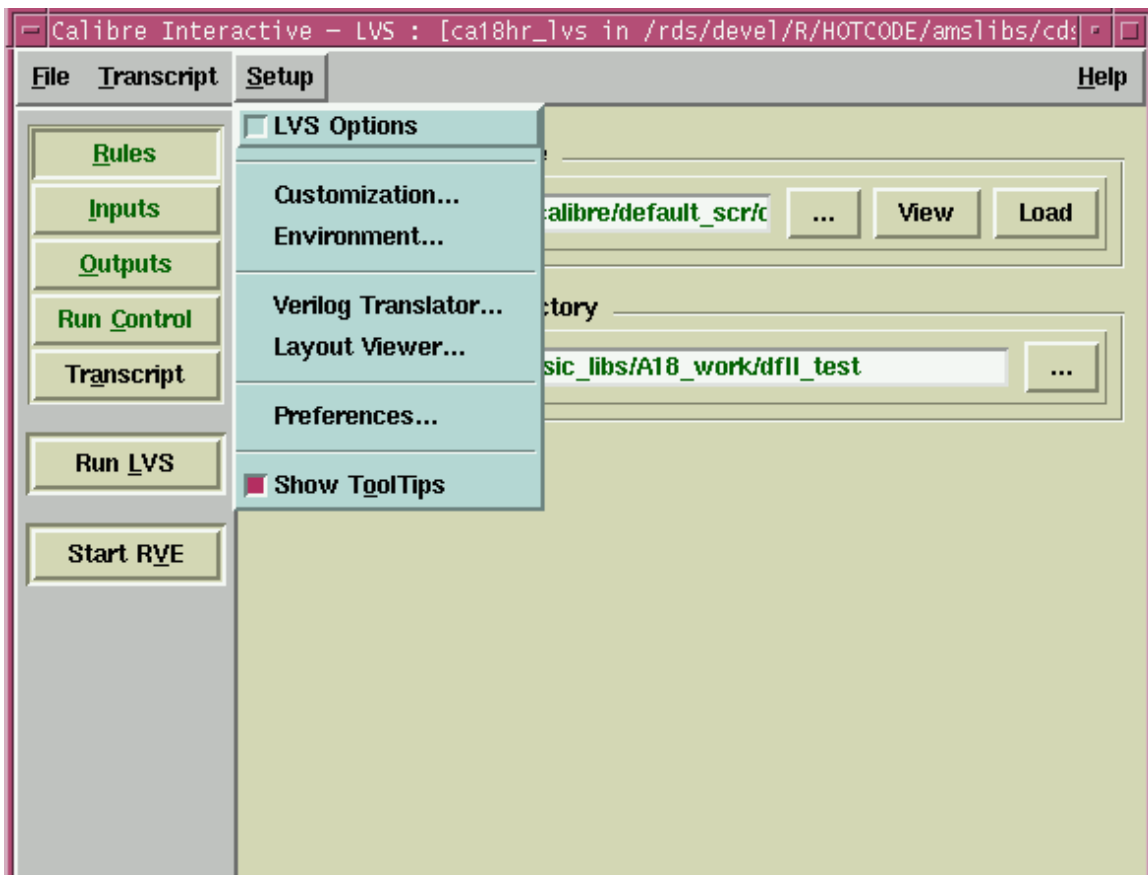 Calibre Interactive - LVS : [ca18hr_lvs in /rds/devel/R/HOTCODE/amslibs/cds
File Transcript Setup Help
Rules
Inputs
Outputs
Run Control
Transcript
Run LVS
Start RVE
LVS Options
Customization...
Environment...
Verilog Translator...
Layout Viewer...
Preferences...
Show ToolTips
calibre/default_scr/c ... View Load
ctory
sic_libs/A18_work/dfII_test ...